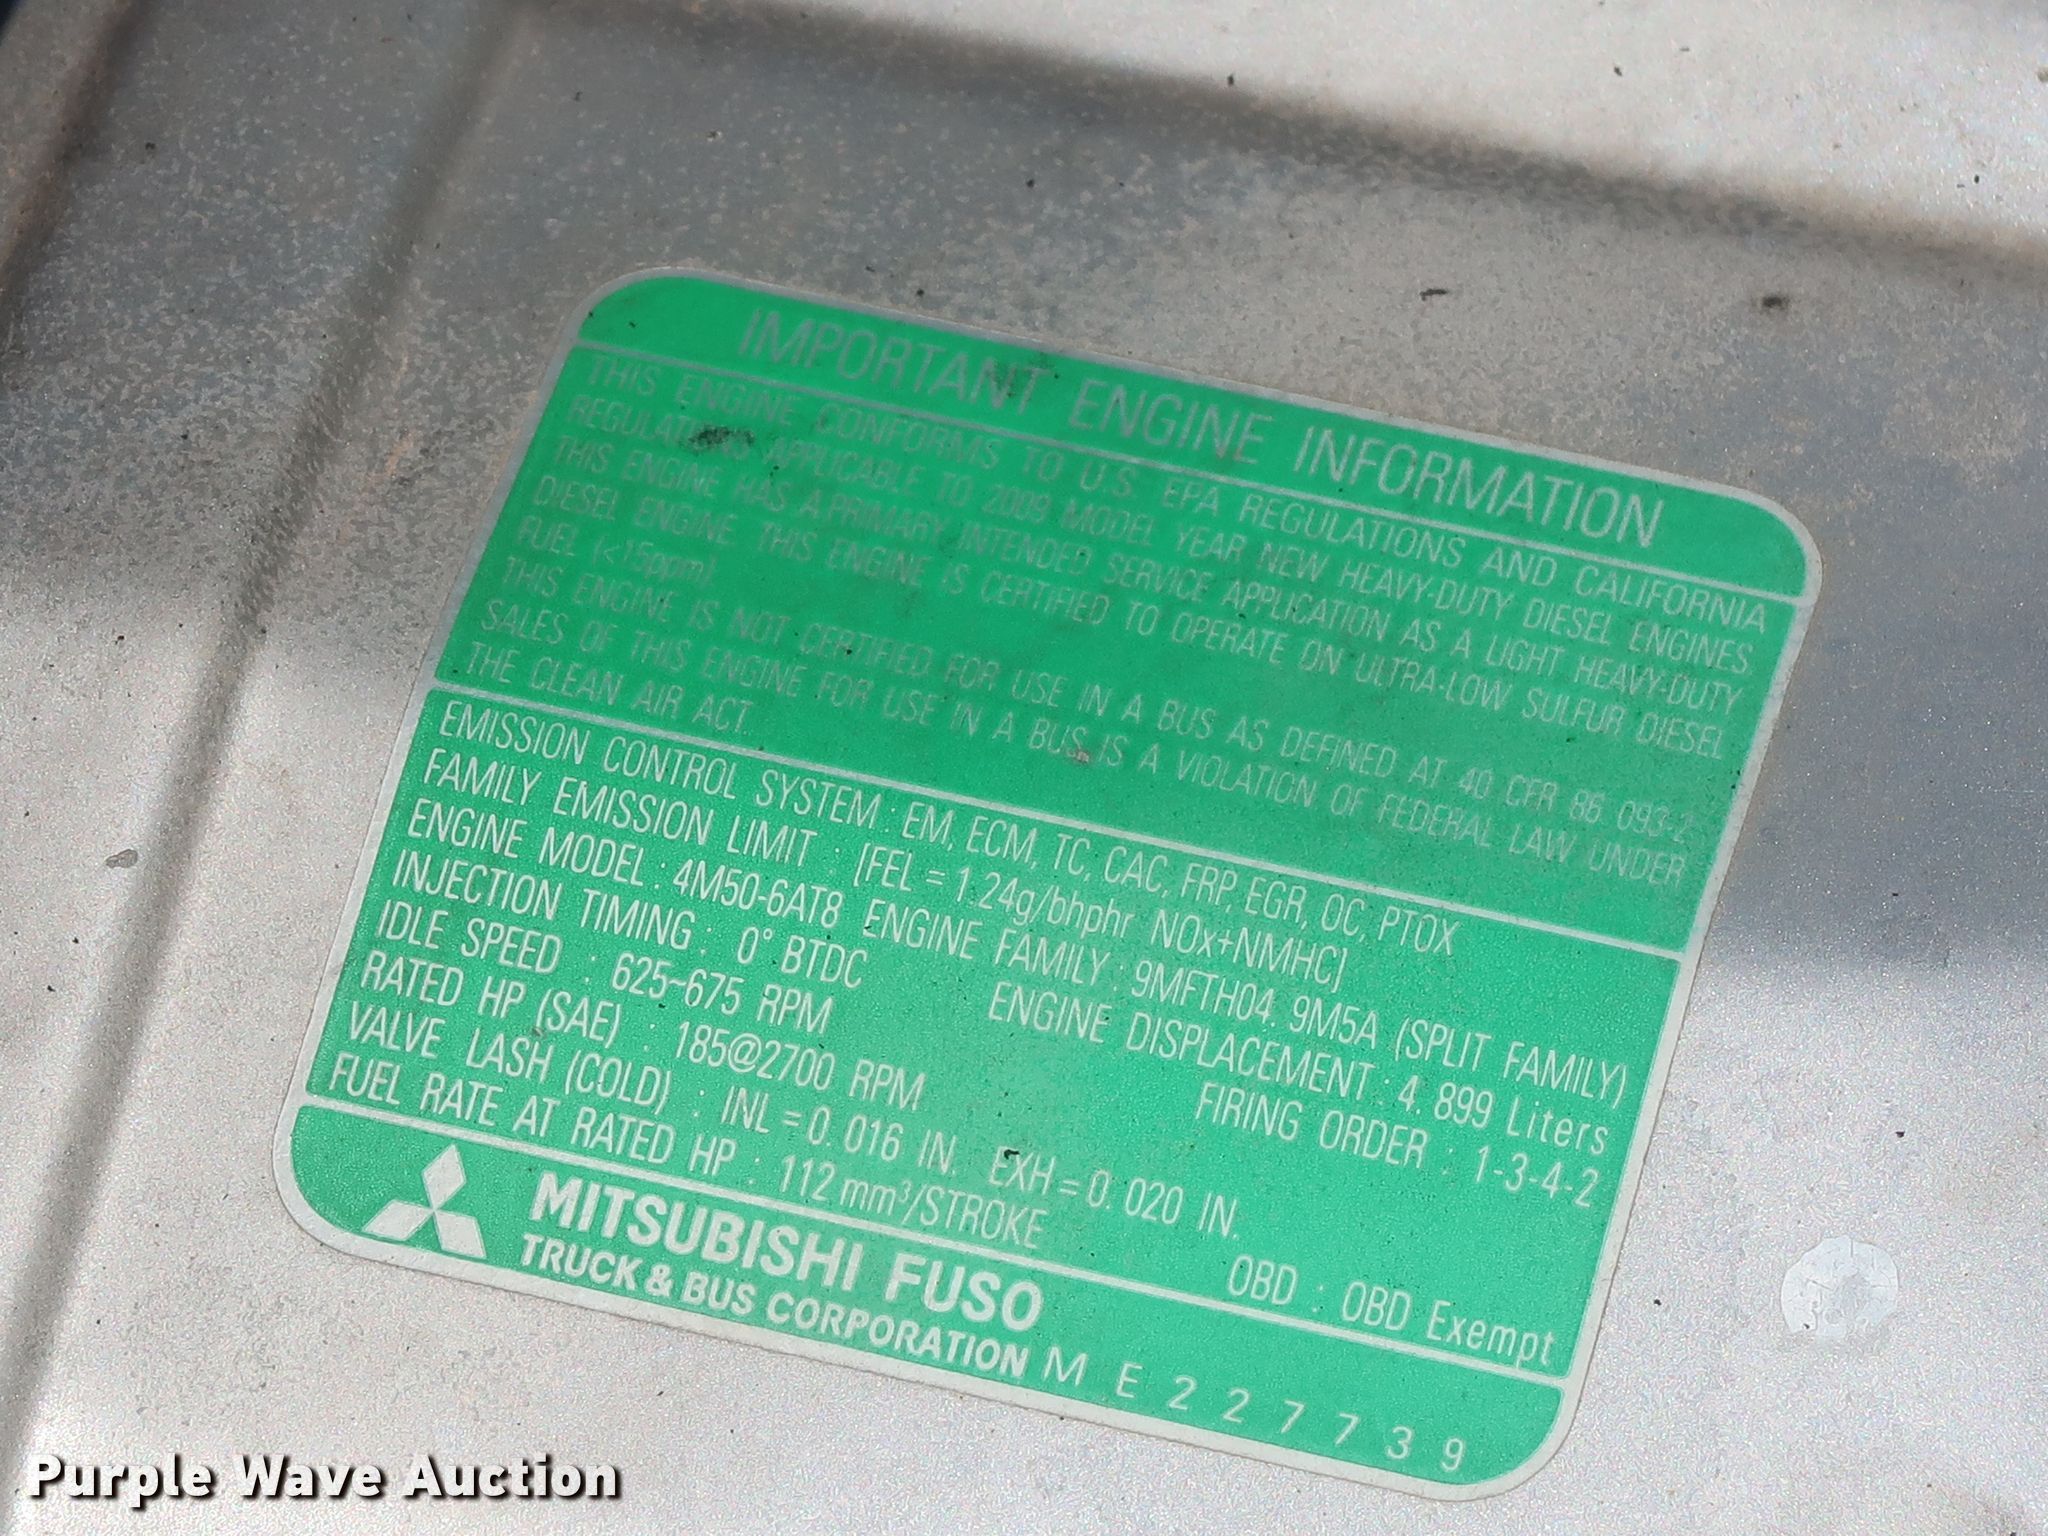 IMPORTANT ENGINE INFORMATION
THIS ENGINE CONFORMS TO U.S. EPA REGULATIONS AND CALIFORNIA
REGULATIONS APPLICABLE TO 2009 MODEL YEAR NEW HEAVY-DUTY DIESEL ENGINES.
THIS ENGINE HAS A PRIMARY INTENDED SERVICE APPLICATION AS A LIGHT HEAVY-DUTY
DIESEL ENGINE. THIS ENGINE IS CERTIFIED TO OPERATE ON ULTRA-LOW SULFUR DIESEL
FUEL (<15ppm).
THIS ENGINE IS NOT CERTIFIED FOR USE IN A BUS AS DEFINED AT 40 CFR 86 093-2
SALES OF THIS ENGINE FOR USE IN A BUS IS A VIOLATION OF FEDERAL LAW UNDER
THE CLEAN AIR ACT.
EMISSION CONTROL SYSTEM : EM, ECM, TC, CAC, FRP, EGR, OC, PTOX
FAMILY EMISSION LIMIT : [FEL = 1.24g/bhphr NOx+NMHC]
ENGINE MODEL : 4M50-6AT8 ENGINE FAMILY : 9MFTH04. 9M5A (SPLIT FAMILY)
INJECTION TIMING : 0° BTDC ENGINE DISPLACEMENT : 4. 899 Liters
IDLE SPEED : 625~675 RPM FIRING ORDER : 1-3-4-2
RATED HP (SAE) : 185@2700 RPM
VALVE LASH (COLD) : INL = 0. 016 IN. EXH = 0. 020 IN.
FUEL RATE AT RATED HP : 112 mm³/STROKE OBD : OBD Exempt
MITSUBISHI FUSO
TRUCK & BUS CORPORATION ME227739
Purple Wave Auction